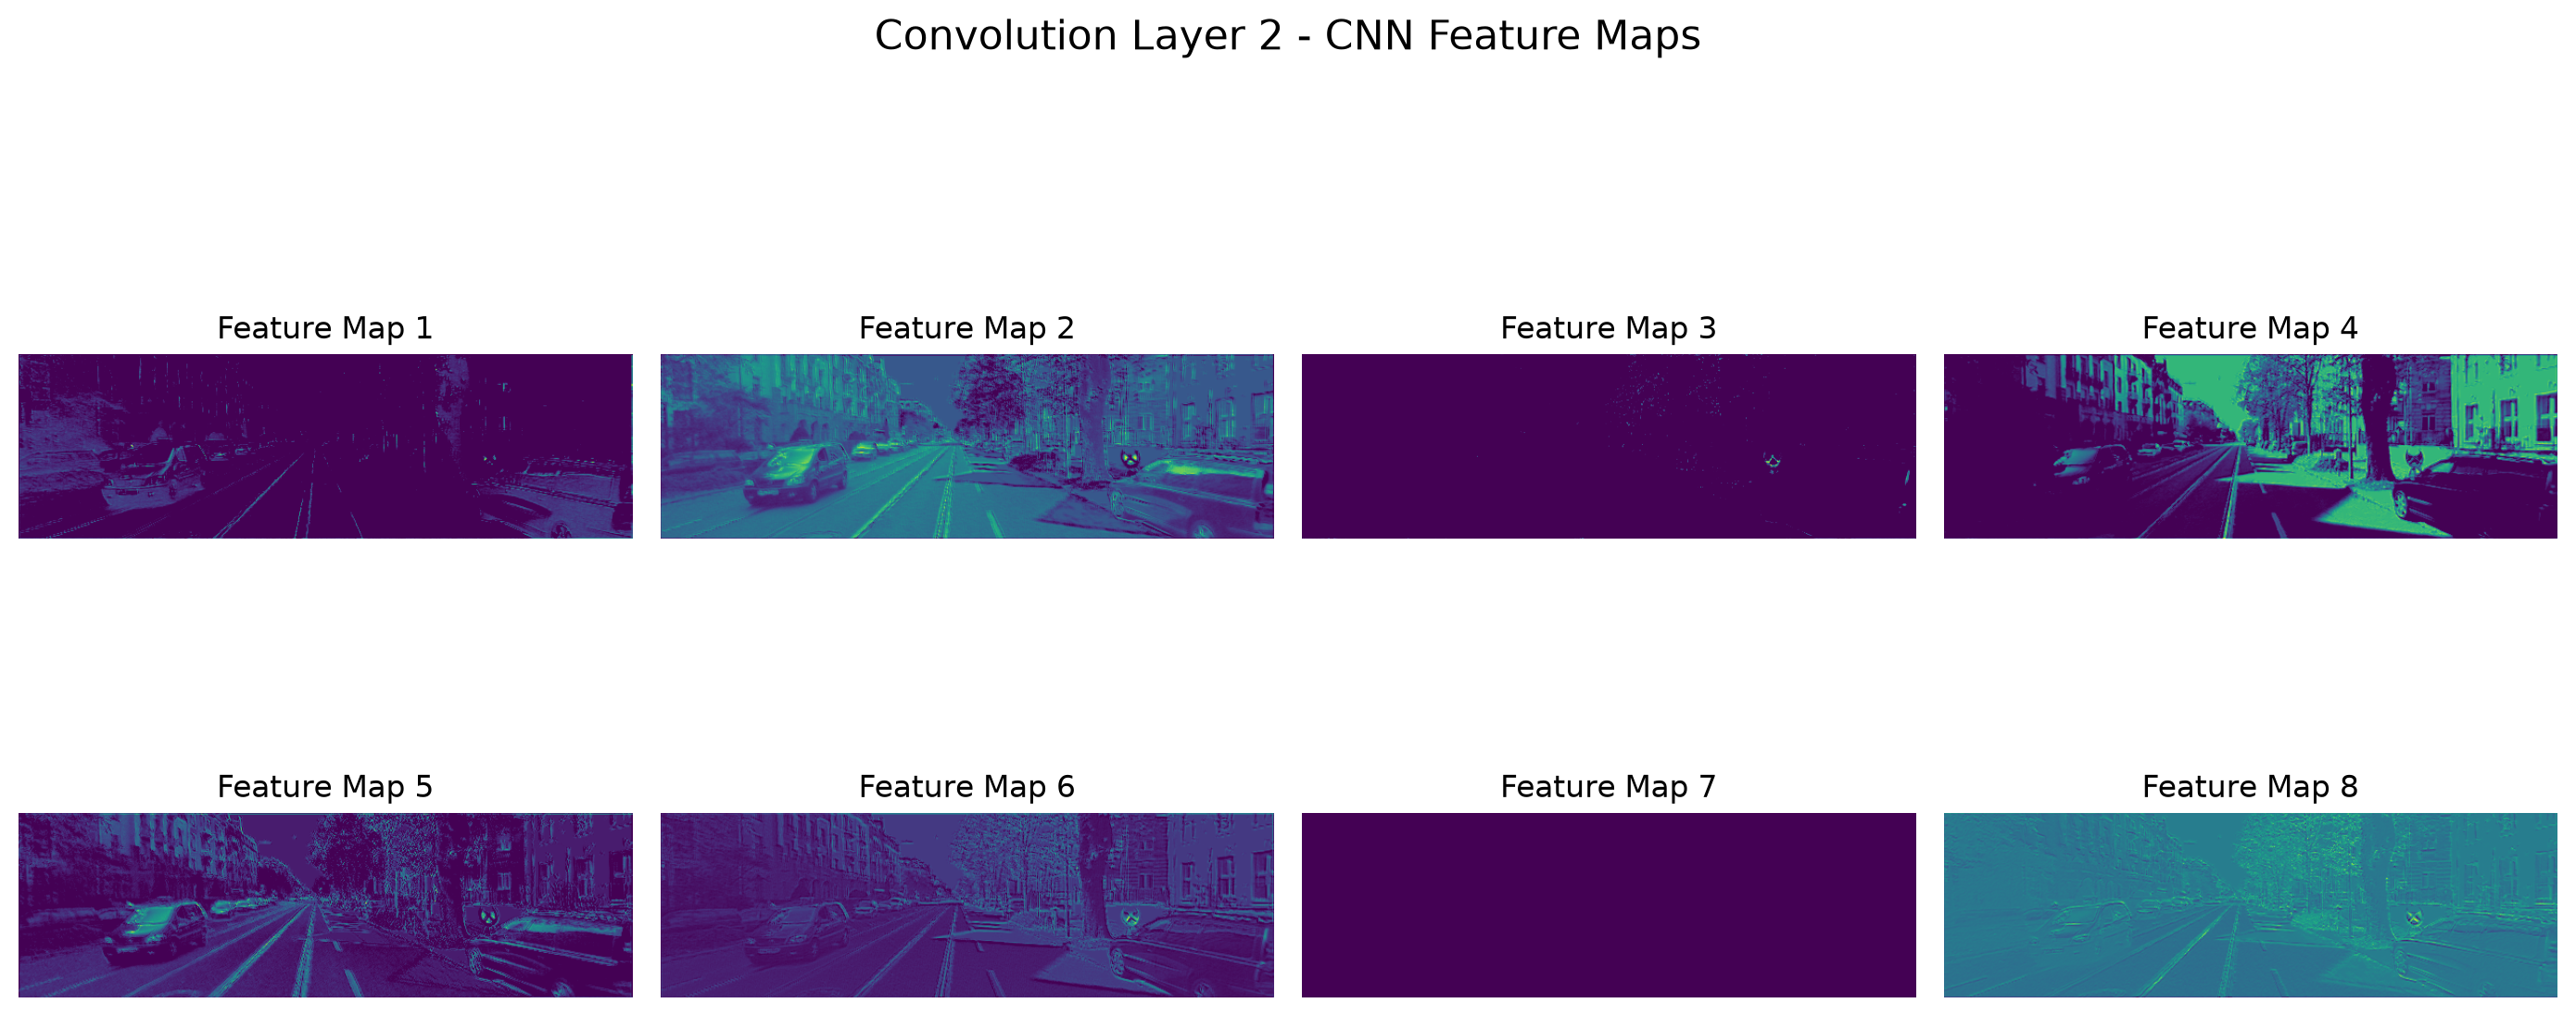 Convolution Layer 2 - CNN Feature Maps
Feature Map 1
Feature Map 2
Feature Map 3
Feature Map 4
Feature Map 5
Feature Map 6
Feature Map 7
Feature Map 8